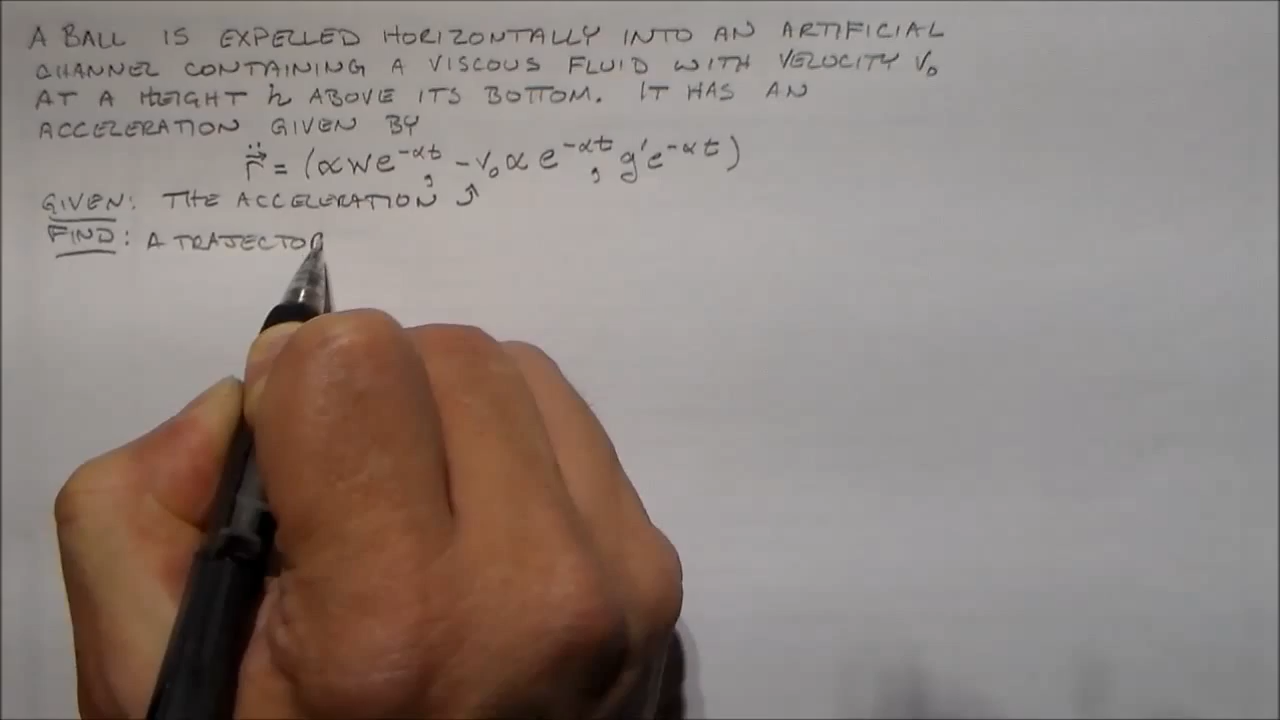 A BALL IS EXPELLED HORIZONTALLY INTO AN ARTIFICIAL
CHANNEL CONTAINING A VISCOUS FLUID WITH VELOCITY V₀
AT A HEIGHT h ABOVE ITS BOTTOM. IT HAS AN
ACCELERATION GIVEN BY
r̈⃗ = (αWe^{-αt}, -V₀αe^{-αt}, g'e^{-αt})
GIVEN: THE ACCELERATION ⤴
FIND: A TRAJECTO